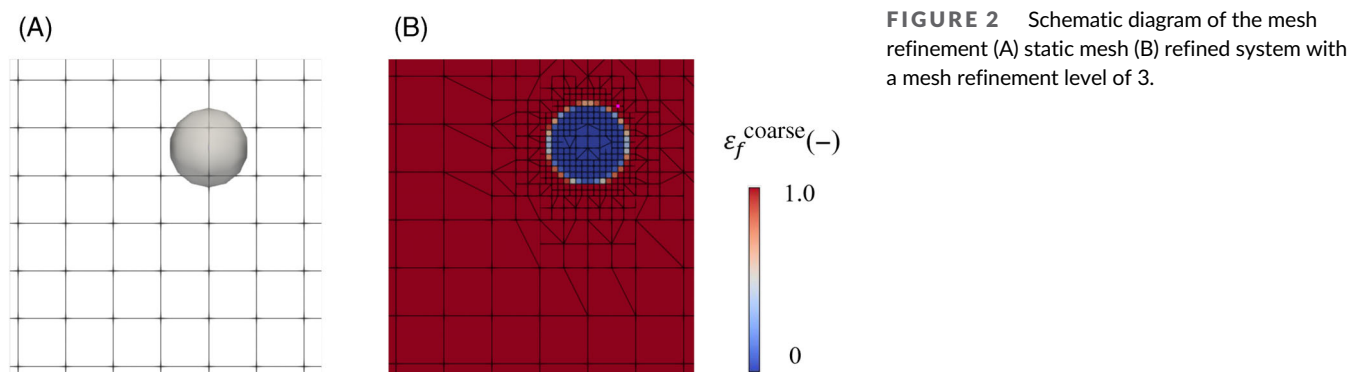 (A)
(B)
FIGURE 2 Schematic diagram of the mesh
refinement (A) static mesh (B) refined system with
a mesh refinement level of 3.
εf coarse(−)
1.0
0